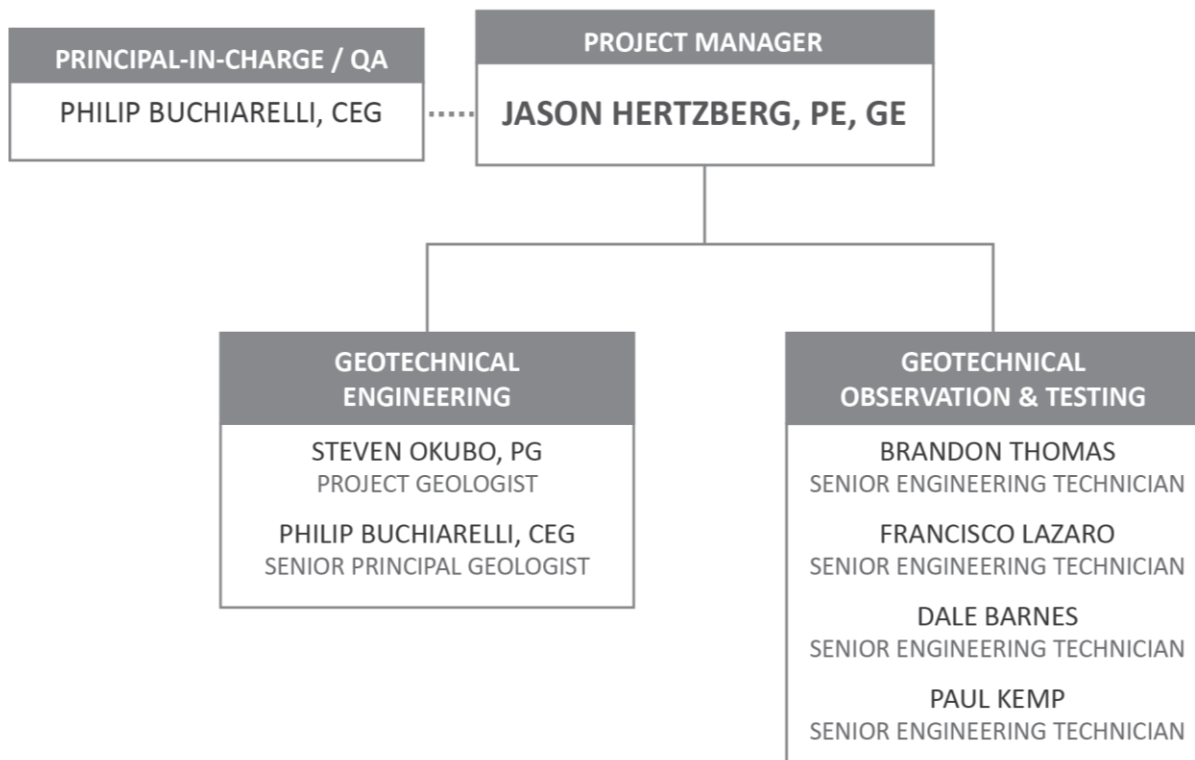 PRINCIPAL-IN-CHARGE / QA
PHILIP BUCHIARELLI, CEG
PROJECT MANAGER
JASON HERTZBERG, PE, GE
GEOTECHNICAL
ENGINEERING
STEVEN OKUBO, PG
PROJECT GEOLOGIST
PHILIP BUCHIARELLI, CEG
SENIOR PRINCIPAL GEOLOGIST
GEOTECHNICAL
OBSERVATION & TESTING
BRANDON THOMAS
SENIOR ENGINEERING TECHNICIAN
FRANCISCO LAZARO
SENIOR ENGINEERING TECHNICIAN
DALE BARNES
SENIOR ENGINEERING TECHNICIAN
PAUL KEMP
SENIOR ENGINEERING TECHNICIAN